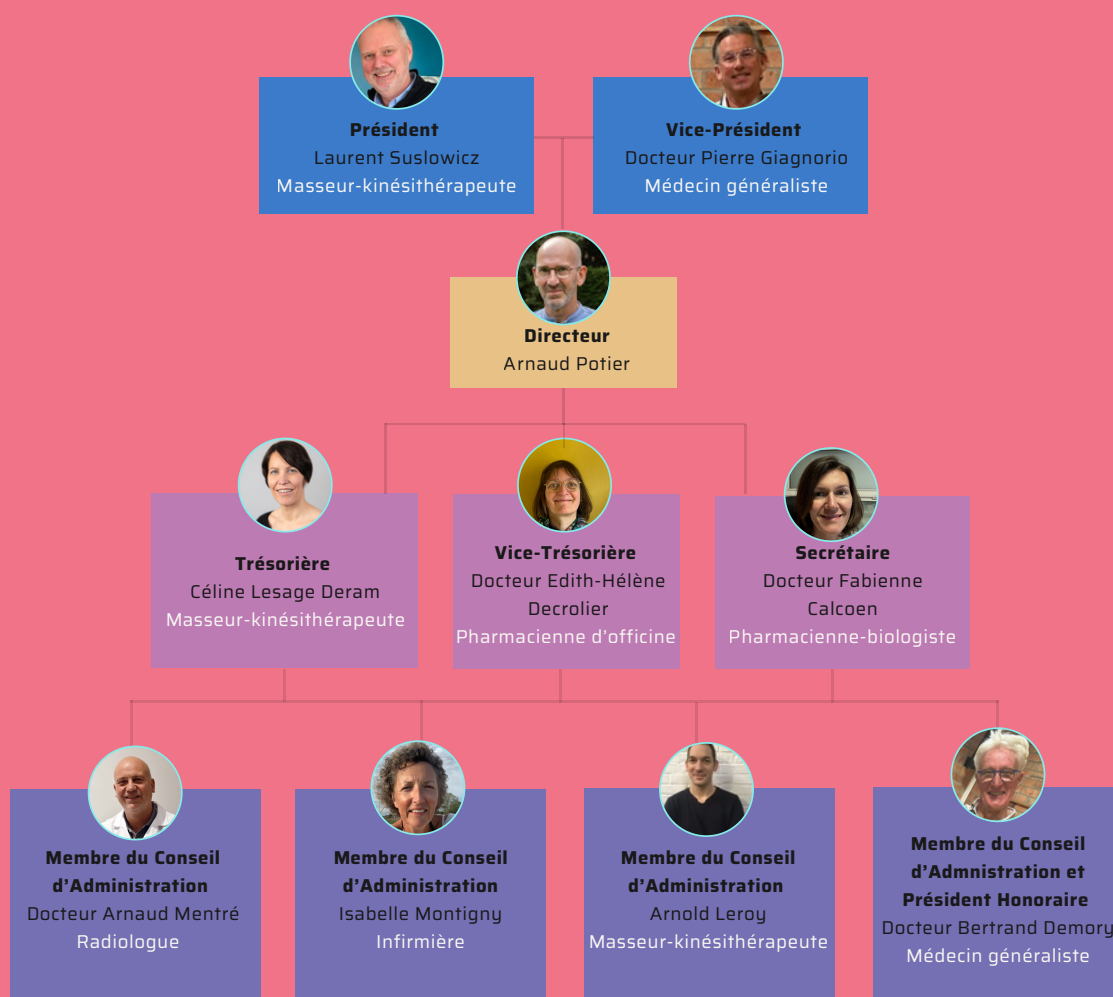 Président
Laurent Suslowicz
Masseur-kinésithérapeute
Vice-Président
Docteur Pierre Giagnorio
Médecin généraliste
Directeur
Arnaud Potier
Trésorière
Céline Lesage Deram
Masseur-kinésithérapeute
Vice-Trésorière
Docteur Edith-Hélène
Decrolier
Pharmacienne d'officine
Secrétaire
Docteur Fabienne
Calcoen
Pharmacienne-biologiste
Membre du Conseil
d'Administration
Docteur Arnaud Mentré
Radiologue
Membre du Conseil
d'Administration
Isabelle Montigny
Infirmière
Membre du Conseil
d'Administration
Arnold Leroy
Masseur-kinésithérapeute
Membre du Conseil
d'Admnistration et
Président Honoraire
Docteur Bertrand Demory
Médecin généraliste